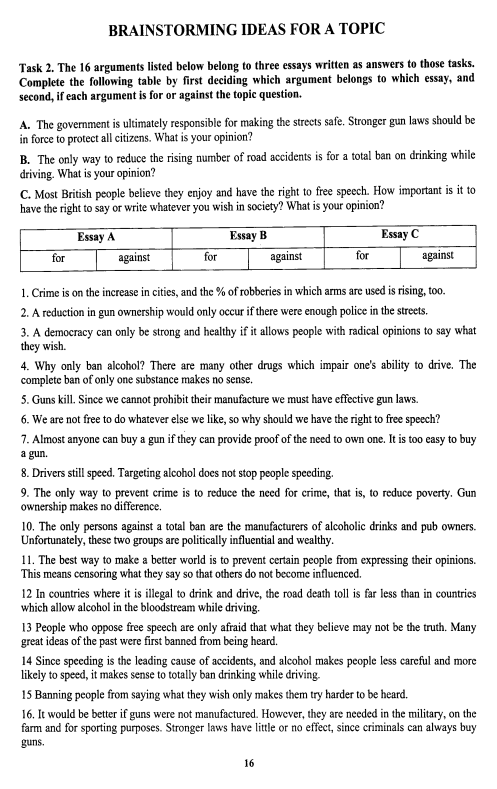 BRAINSTORMING IDEAS FOR A TOPIC
Task 2. The 16 arguments listed below belong to three essays written as answers to those tasks.
Complete the following table by first deciding which argument belongs to which essay, and
second, if each argument is for or against the topic question.
A. The government is ultimately responsible for making the streets safe. Stronger gun laws should be
in force to protect all citizens. What is your opinion?
B. The only way to reduce the rising number of road accidents is for a total ban on drinking while
driving. What is your opinion?
C. Most British people believe they enjoy and have the right to free speech. How important is it to
have the right to say or write whatever you wish in society? What is your opinion?
Essay A Essay B Essay C
for against for against for against
1. Crime is on the increase in cities, and the % of robberies in which arms are used is rising, too.
2. A reduction in gun ownership would only occur if there were enough police in the streets.
3. A democracy can only be strong and healthy if it allows people with radical opinions to say what
they wish.
4. Why only ban alcohol? There are many other drugs which impair one's ability to drive. The
complete ban of only one substance makes no sense.
5. Guns kill. Since we cannot prohibit their manufacture we must have effective gun laws.
6. We are not free to do whatever else we like, so why should we have the right to free speech?
7. Almost anyone can buy a gun if they can provide proof of the need to own one. It is too easy to buy
a gun.
8. Drivers still speed. Targeting alcohol does not stop people speeding.
9. The only way to prevent crime is to reduce the need for crime, that is, to reduce poverty. Gun
ownership makes no difference.
10. The only persons against a total ban are the manufacturers of alcoholic drinks and pub owners.
Unfortunately, these two groups are politically influential and wealthy.
11. The best way to make a better world is to prevent certain people from expressing their opinions.
This means censoring what they say so that others do not become influenced.
12 In countries where it is illegal to drink and drive, the road death toll is far less than in countries
which allow alcohol in the bloodstream while driving.
13 People who oppose free speech are only afraid that what they believe may not be the truth. Many
great ideas of the past were first banned from being heard.
14 Since speeding is the leading cause of accidents, and alcohol makes people less careful and more
likely to speed, it makes sense to totally ban drinking while driving.
15 Banning people from saying what they wish only makes them try harder to be heard.
16. It would be better if guns were not manufactured. However, they are needed in the military, on the
farm and for sporting purposes. Stronger laws have little or no effect, since criminals can always buy
guns.
16